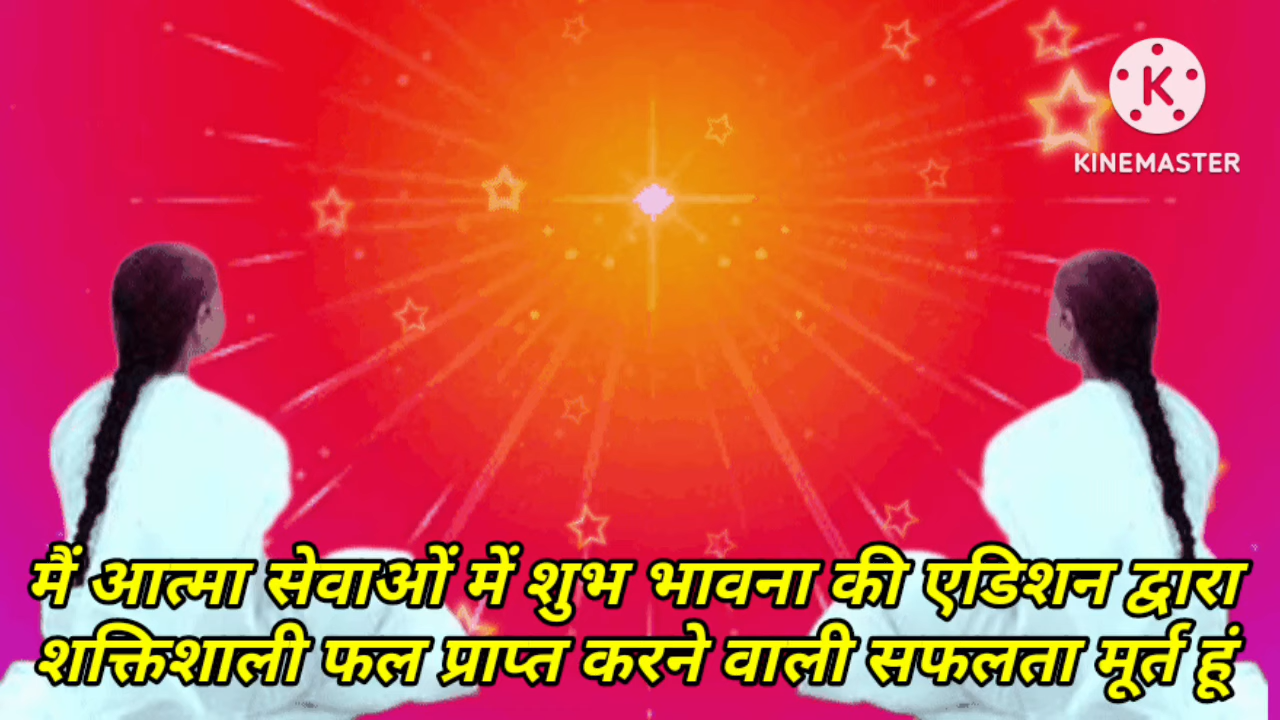 K
KINEMASTER
मैं आत्मा सेवाओं में शुभ भावना की एडिशन द्वारा
शक्तिशाली फल प्राप्त करने वाली सफलता मूर्त हूं